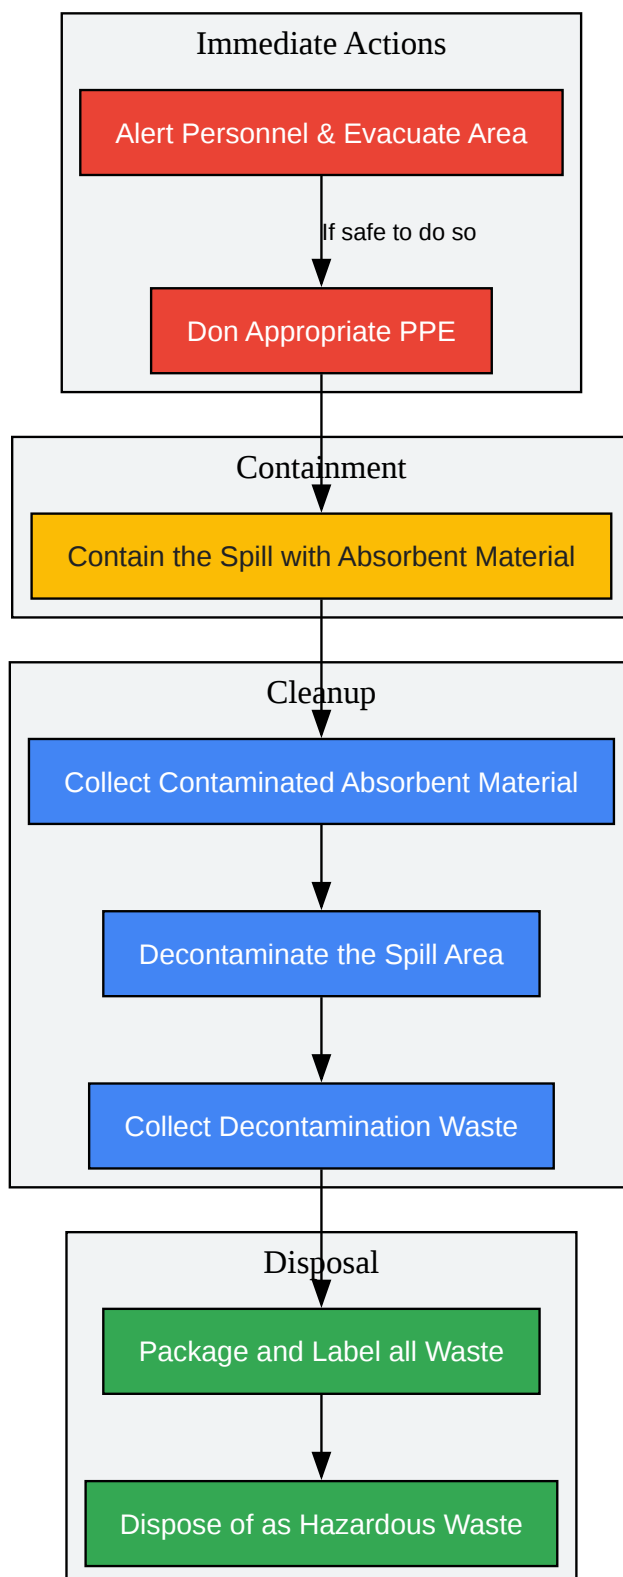 Immediate Actions
Alert Personnel & Evacuate Area
If safe to do so
Don Appropriate PPE
Containment
Contain the Spill with Absorbent Material
Cleanup
Collect Contaminated Absorbent Material
Decontaminate the Spill Area
Collect Decontamination Waste
Disposal
Package and Label all Waste
Dispose of as Hazardous Waste